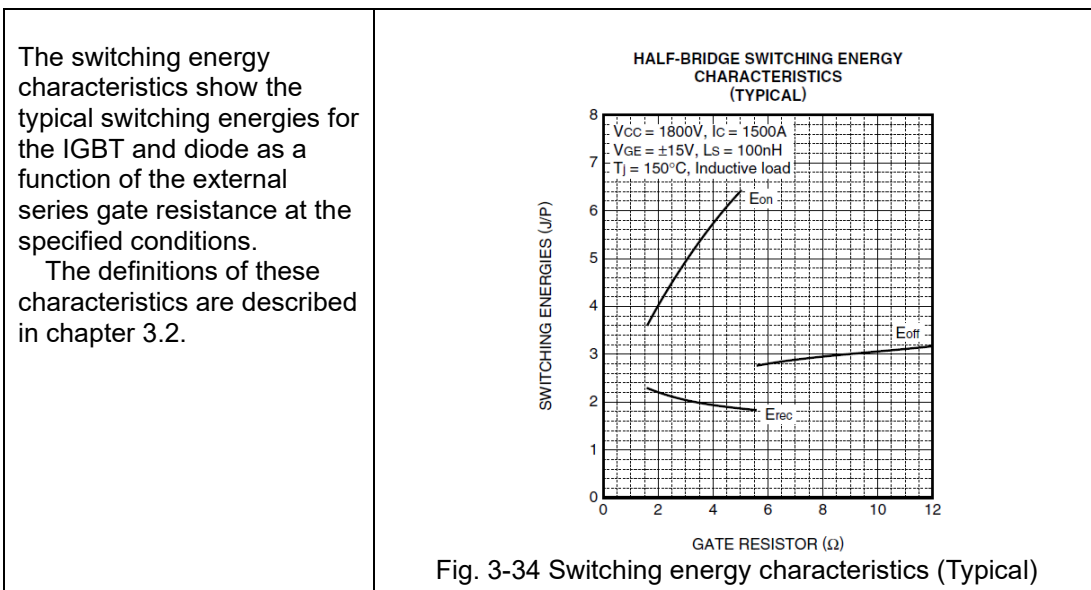 The switching energy
characteristics show the
typical switching energies for
the IGBT and diode as a
function of the external
series gate resistance at the
specified conditions.
The definitions of these
characteristics are described
in chapter 3.2.
HALF-BRIDGE SWITCHING ENERGY
CHARACTERISTICS
(TYPICAL)
VCC = 1800V, IC = 1500A
VGE = ±15V, LS = 100nH
Tj = 150°C, Inductive load
SWITCHING ENERGIES (J/P)
8
7
6
5
4
3
2
1
0
Eon
Eoff
Erec
0 2 4 6 8 10 12
GATE RESISTOR (Ω)
Fig. 3-34 Switching energy characteristics (Typical)